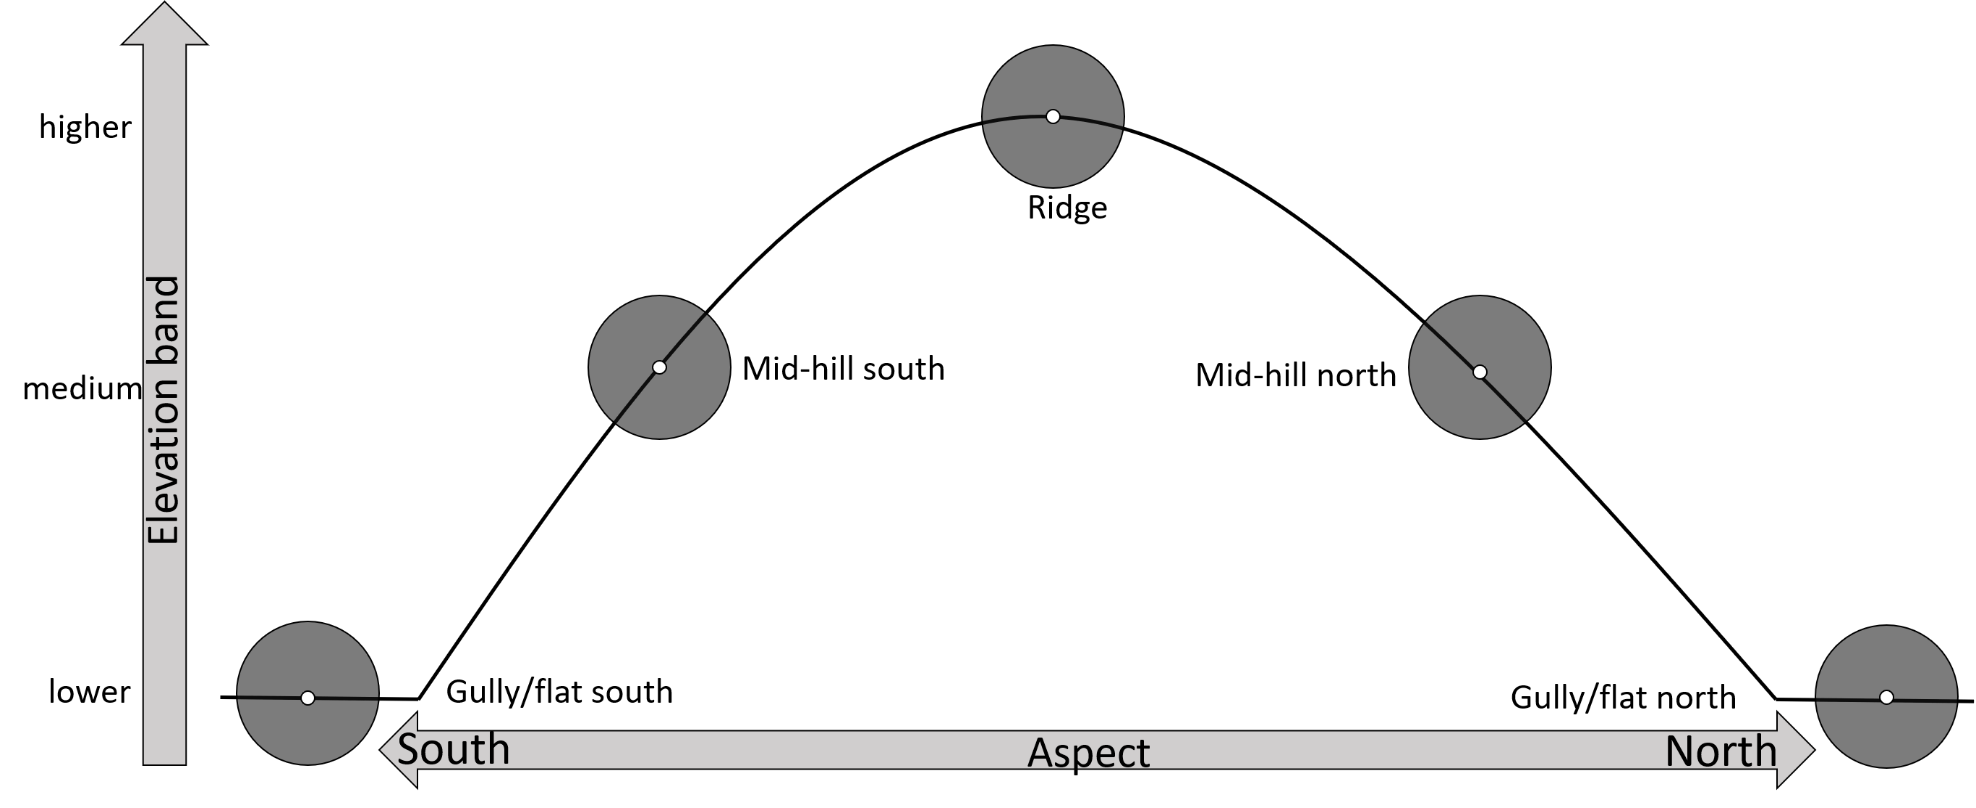 higher
Ridge
Elevation band
medium
Mid-hill south
Mid-hill north
lower
Gully/flat south
Gully/flat north
South
Aspect
North